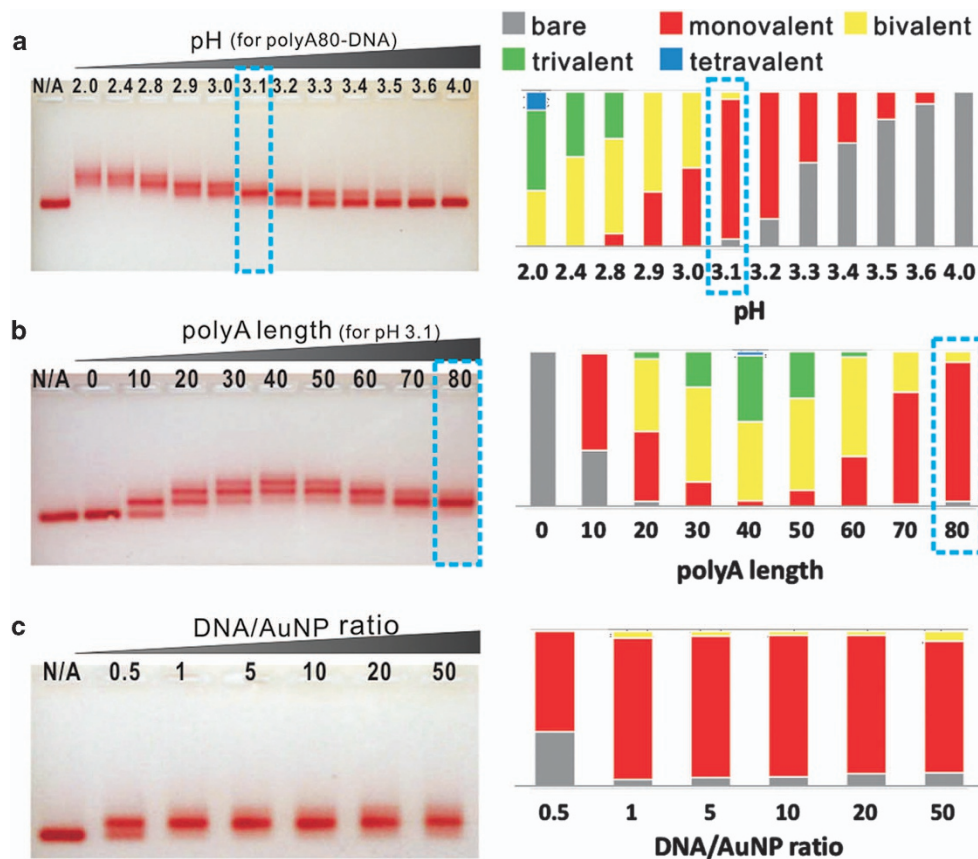 a
pH (for polyA80-DNA)
N/A 2.0 2.4 2.8 2.9 3.0 3.1 3.2 3.3 3.4 3.5 3.6 4.0
bare monovalent bivalent
trivalent tetravalent
2.0 2.4 2.8 2.9 3.0 3.1 3.2 3.3 3.4 3.5 3.6 4.0
pH
b
polyA length (for pH 3.1)
N/A 0 10 20 30 40 50 60 70 80
0 10 20 30 40 50 60 70 80
polyA length
c
DNA/AuNP ratio
N/A 0.5 1 5 10 20 50
0.5 1 5 10 20 50
DNA/AuNP ratio